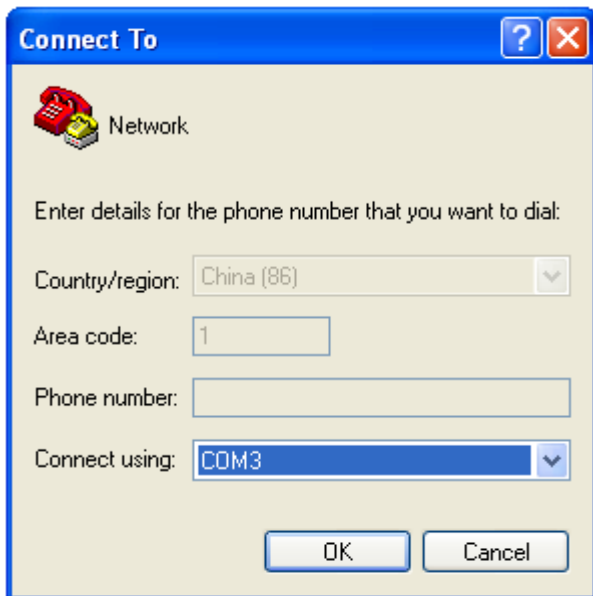 Connect To
Network
Enter details for the phone number that you want to dial:
Country/region: China (86)
Area code: 1
Phone number:
Connect using: COM3
OK Cancel